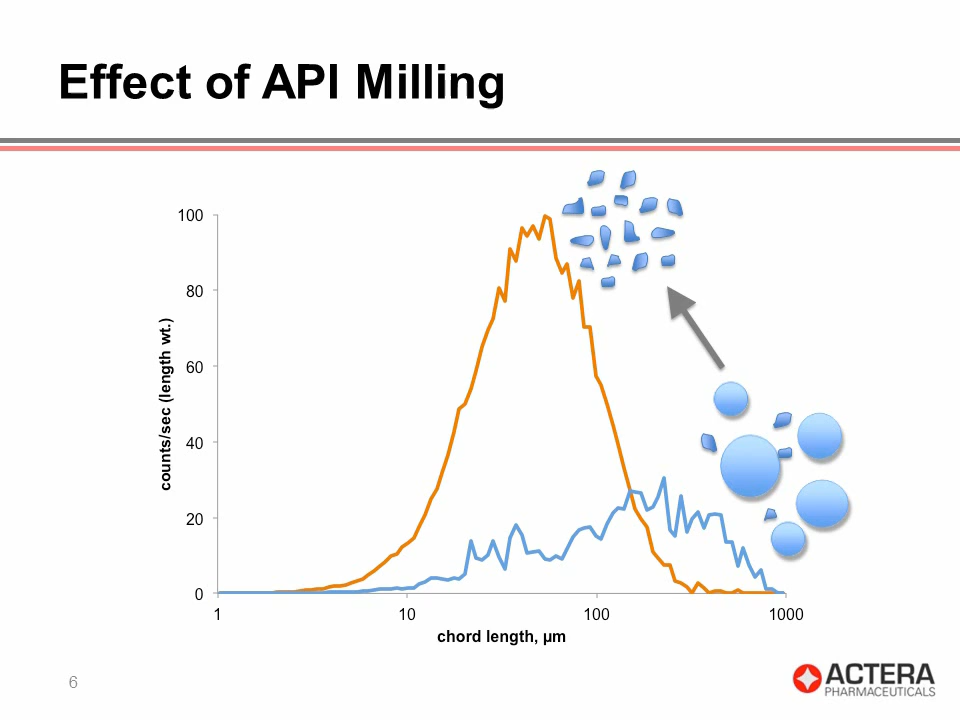 Effect of API Milling
100
80
60
40
20
0
counts/sec (length wt.)
1
10
100
1000
chord length, µm
6
ACTERA
PHARMACEUTICALS